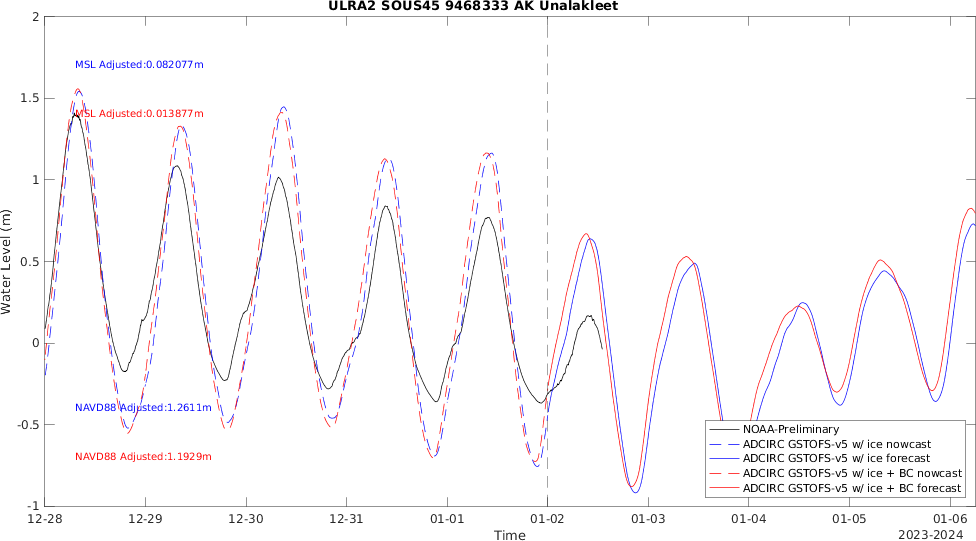 ULRA2 SOUS45 9468333 AK Unalakleet
2
1.5
1
0.5
0
-0.5
-1
Water Level (m)
MSL Adjusted:0.082077m
MSL Adjusted:0.013877m
NAVD88 Adjusted:1.2611m
NAVD88 Adjusted:1.1929m
NOAA-Preliminary
ADCIRC GSTOFS-v5 w/ ice nowcast
ADCIRC GSTOFS-v5 w/ ice forecast
ADCIRC GSTOFS-v5 w/ ice + BC nowcast
ADCIRC GSTOFS-v5 w/ ice + BC forecast
12-28 12-29 12-30 12-31 01-01 01-02 01-03 01-04 01-05 01-06
Time
2023-2024